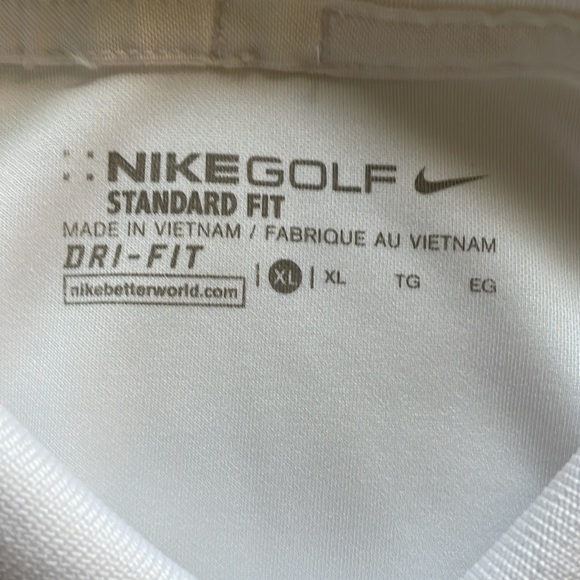 NIKEGOLF
STANDARD FIT
MADE IN VIETNAM / FABRIQUE AU VIETNAM
DRI-FIT
nikebetterworld.com | XL | XL TG EG